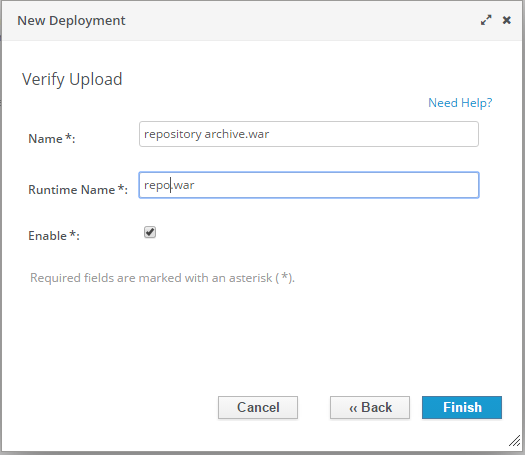 New Deployment
Verify Upload
Need Help?
Name *: repository archive.war
Runtime Name *: repo.war
Enable *:
Required fields are marked with an asterisk ( *).
Cancel ‹‹ Back Finish